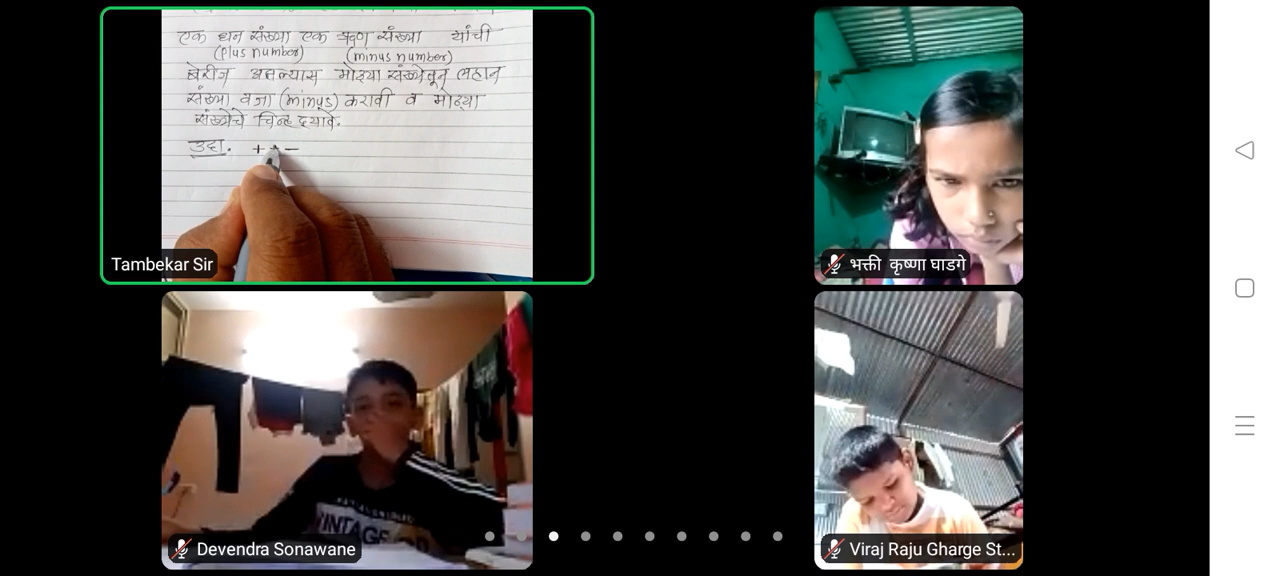 एक धन संख्या एक ऋण संख्या यांची
(plus number) (minus number)
बेरीज असल्यास मोठ्या संख्येतून लहान
संख्या वजा (minus) करावी व मोठ्या
संख्येचे चिन्ह द्यावे.
उदा. + + −
Tambekar Sir
भक्ती कृष्णा घाडगे
VINTAGE
Devendra Sonawane
Viraj Raju Gharge St...